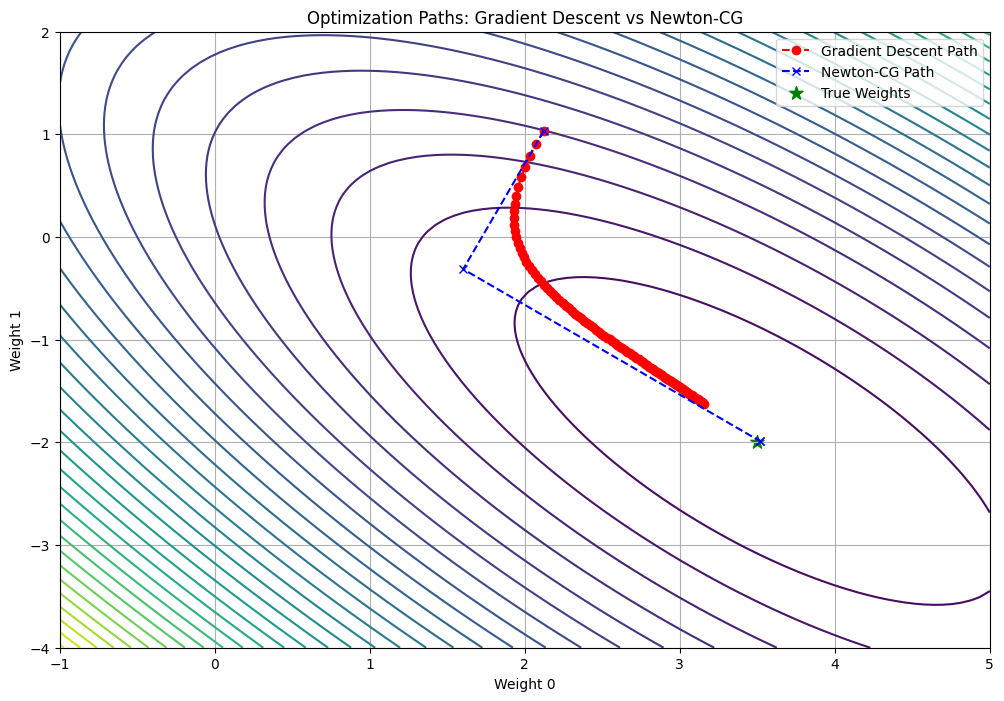 Optimization Paths: Gradient Descent vs Newton-CG
Gradient Descent Path
Newton-CG Path
True Weights
Weight 1
2
1
0
−1
−2
−3
−4
−1
0
1
2
3
4
5
Weight 0